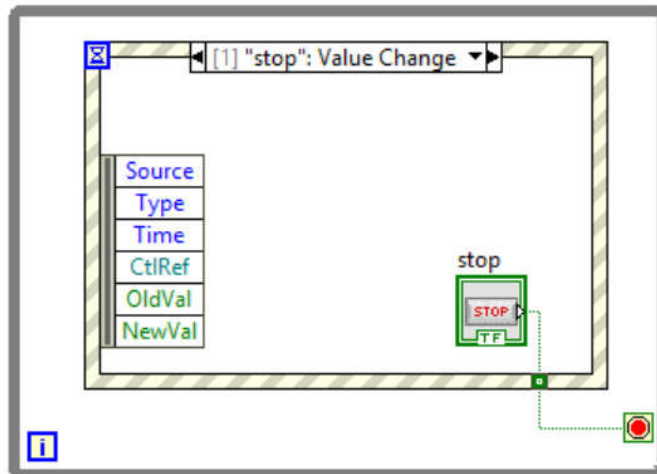 [1] "stop": Value Change
Source
Type
Time
CtlRef
OldVal
NewVal
stop
STOP
TF
i